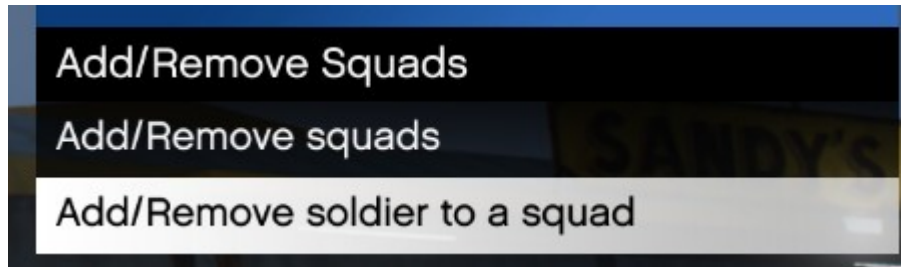 Add/Remove Squads
Add/Remove squads
SANDY'S
Add/Remove soldier to a squad